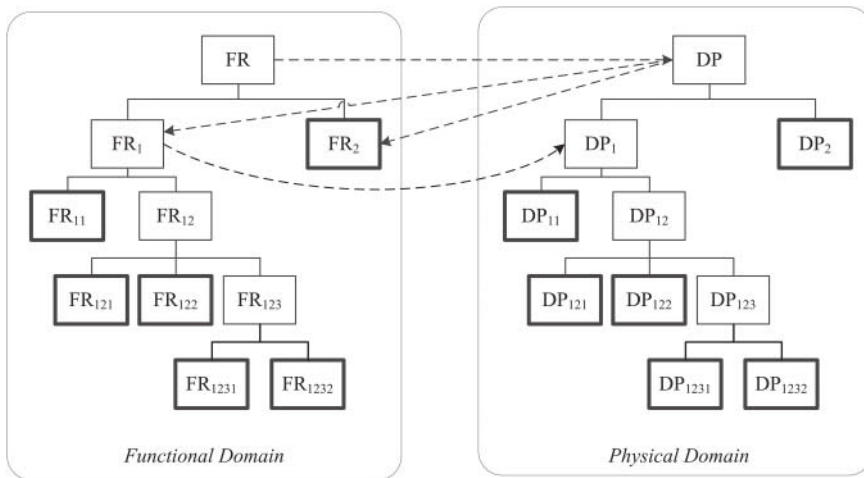 FR
DP
FR₁
FR₂
DP₁
DP₂
FR₁₁
FR₁₂
DP₁₁
DP₁₂
FR₁₂₁
FR₁₂₂
FR₁₂₃
DP₁₂₁
DP₁₂₂
DP₁₂₃
FR₁₂₃₁
FR₁₂₃₂
DP₁₂₃₁
DP₁₂₃₂
Functional Domain
Physical Domain